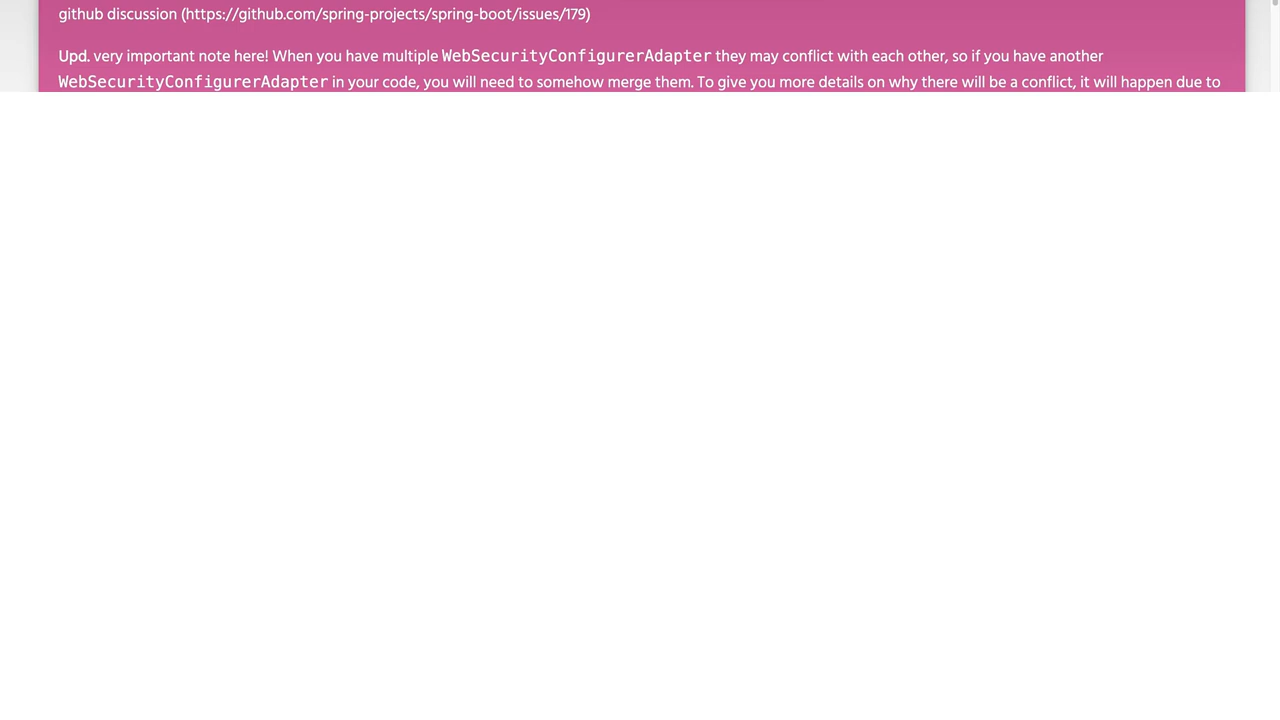 github discussion (https://github.com/spring-projects/spring-boot/issues/179)
Upd. very important note here! When you have multiple WebSecurityConfigurerAdapter they may conflict with each other, so if you have another
WebSecurityConfigurerAdapter in your code, you will need to somehow merge them. To give you more details on why there will be a conflict, it will happen due to